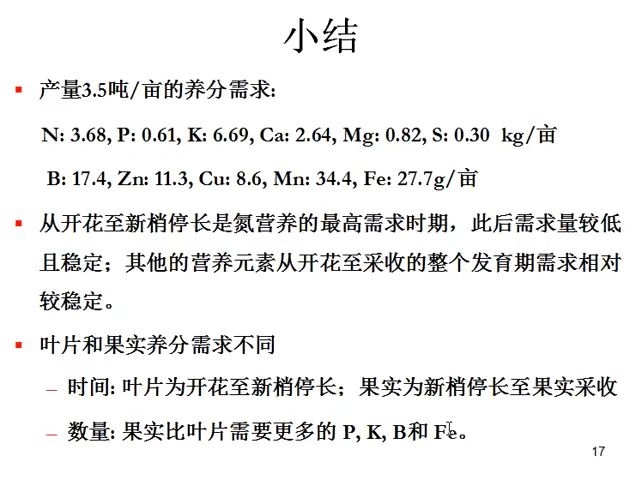 小结
产量3.5吨/亩的养分需求:
N: 3.68, P: 0.61, K: 6.69, Ca: 2.64, Mg: 0.82, S: 0.30 kg/亩
B: 17.4, Zn: 11.3, Cu: 8.6, Mn: 34.4, Fe: 27.7g/亩
从开花至新梢停长是氮营养的最高需求时期，此后需求量较低
且稳定；其他的营养元素从开花至采收的整个发育期需求相对
较稳定。
叶片和果实养分需求不同
– 时间: 叶片为开花至新梢停长；果实为新梢停长至果实采收
– 数量: 果实比叶片需要更多的 P, K, B和 Fe。
17